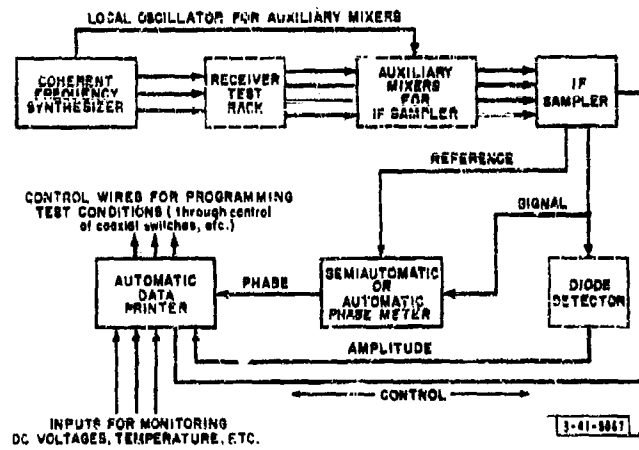 LOCAL OSCILLATOR FOR AUXILIARY MIXERS
COHERENT
FREQUENCY
SYNTHESIZER
RECEIVER
TEST
RACK
AUXILIARY
MIXERS
FOR
IF SAMPLER
IF
SAMPLER
REFERENCE
SIGNAL
CONTROL WIRES FOR PROGRAMMING
TEST CONDITIONS (through control
of coaxial switches, etc.)
AUTOMATIC
DATA
PRINTER
PHASE
SEMIAUTOMATIC
OR
AUTOMATIC
PHASE METER
DIODE
DETECTOR
AMPLITUDE
CONTROL
INPUTS FOR MONITORING
DC VOLTAGES, TEMPERATURE, ETC.